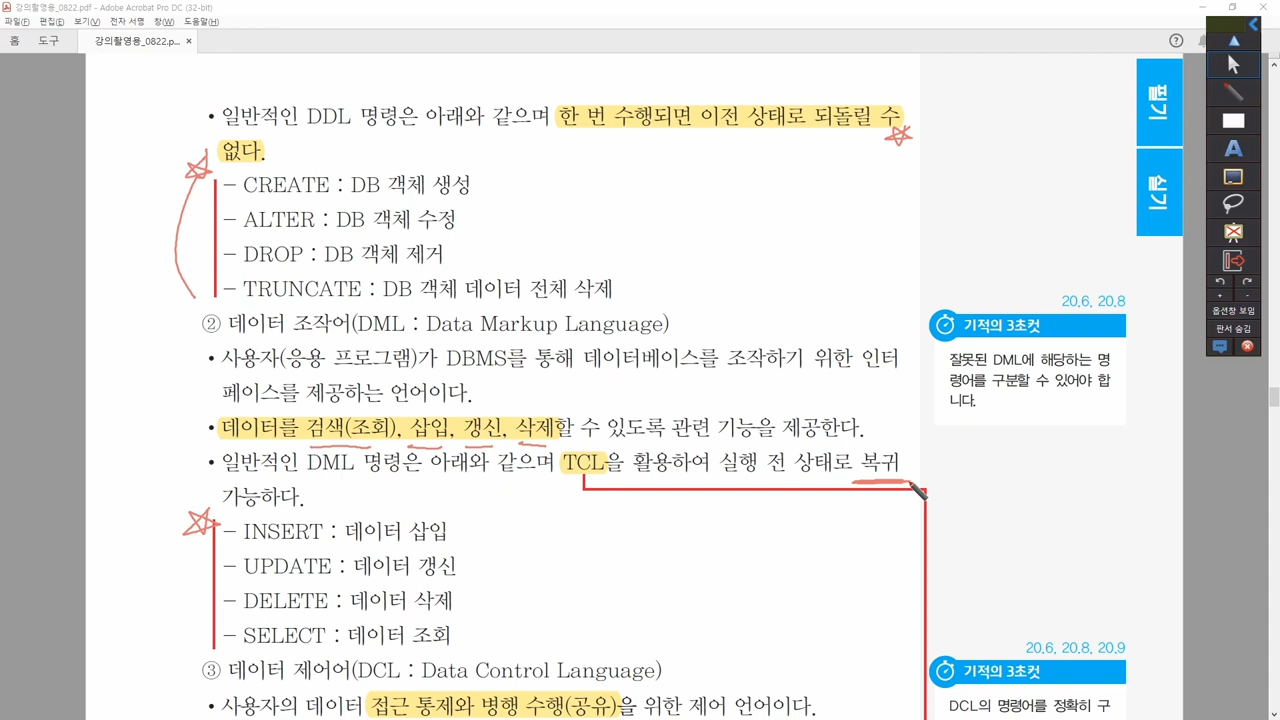 강의촬영용_0822.pdf - Adobe Acrobat Pro DC (32-bit)
파일(F) 편집(E) 보기(V) 전자 서명 창(W) 도움말(H)
홈 도구 강의촬영용_0822.p... ×
• 일반적인 DDL 명령은 아래와 같으며 한 번 수행되면 이전 상태로 되돌릴 수
없다.
– CREATE : DB 객체 생성
– ALTER : DB 객체 수정
– DROP : DB 객체 제거
– TRUNCATE : DB 객체 데이터 전체 삭제
② 데이터 조작어(DML : Data Markup Language)
• 사용자(응용 프로그램)가 DBMS를 통해 데이터베이스를 조작하기 위한 인터
페이스를 제공하는 언어이다.
• 데이터를 검색(조회), 삽입, 갱신, 삭제할 수 있도록 관련 기능을 제공한다.
• 일반적인 DML 명령은 아래와 같으며 TCL을 활용하여 실행 전 상태로 복귀
가능하다.
– INSERT : 데이터 삽입
– UPDATE : 데이터 갱신
– DELETE : 데이터 삭제
– SELECT : 데이터 조회
③ 데이터 제어어(DCL : Data Control Language)
• 사용자의 데이터 접근 통제와 병행 수행(공유)을 위한 제어 언어이다.
20.6, 20.8
기적의 3초컷
잘못된 DML에 해당하는 명
령어를 구분할 수 있어야 합
니다.
20.6, 20.8, 20.9
기적의 3초컷
DCL의 명령어를 정확히 구
필기
실기
A
옵션창 보임
판서 숨김